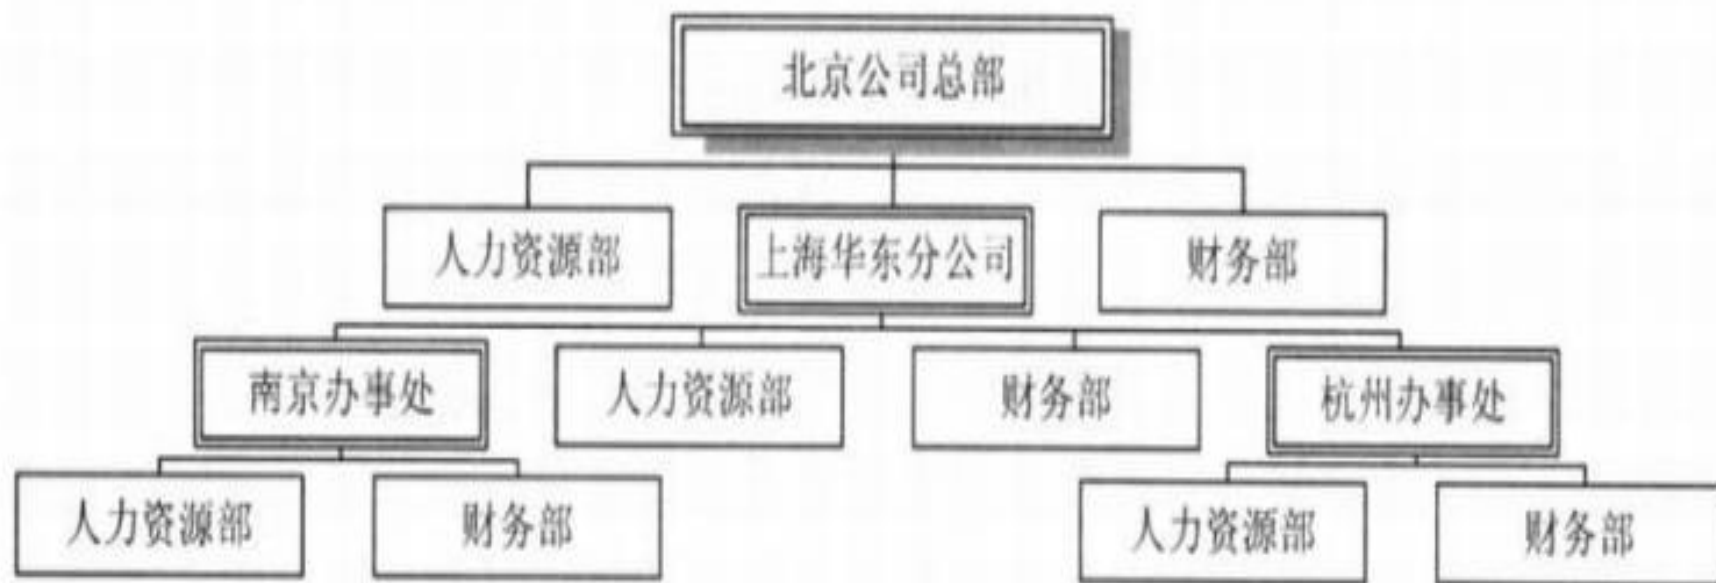 北京公司总部
人力资源部
上海华东分公司
财务部
南京办事处
人力资源部
财务部
杭州办事处
人力资源部
财务部
人力资源部
财务部